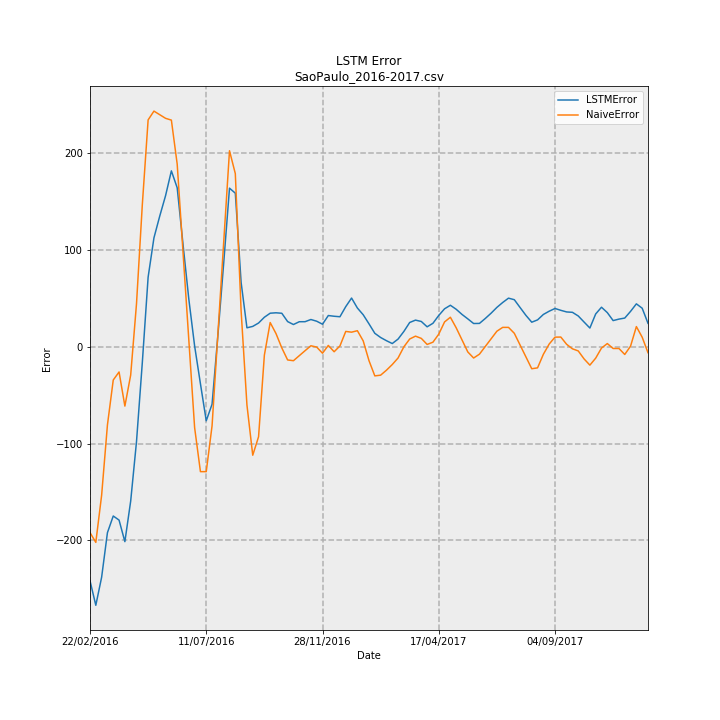 LSTM Error
SaoPaulo_2016-2017.csv
LSTMError
NaiveError
200
100
0
−100
−200
Error
22/02/2016
11/07/2016
28/11/2016
17/04/2017
04/09/2017
Date